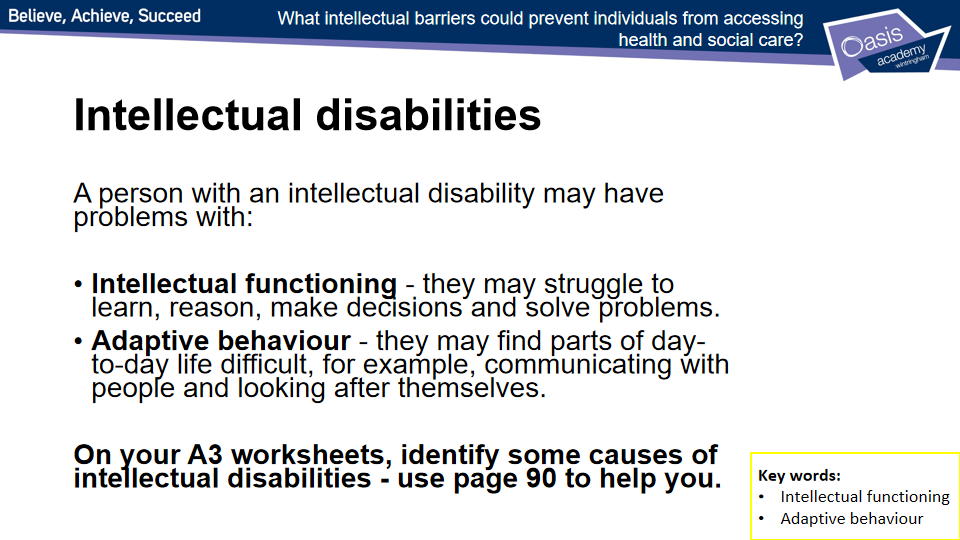 Believe, Achieve, Succeed
What intellectual barriers could prevent individuals from accessing
health and social care?
Oasis
academy
wintringham
Intellectual disabilities
A person with an intellectual disability may have
problems with:
• Intellectual functioning - they may struggle to
learn, reason, make decisions and solve problems.
• Adaptive behaviour - they may find parts of day-
to-day life difficult, for example, communicating with
people and looking after themselves.
On your A3 worksheets, identify some causes of
intellectual disabilities - use page 90 to help you.
Key words:
• Intellectual functioning
• Adaptive behaviour